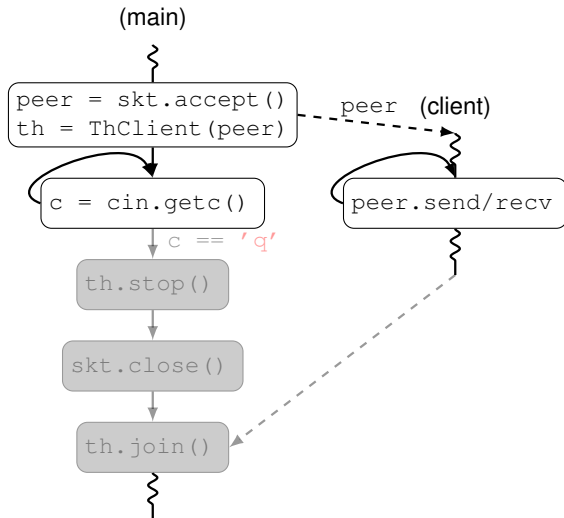 (main)
peer = skt.accept()
th = ThClient(peer)
peer
(client)
c = cin.getc()
peer.send/recv
c == 'q'
th.stop()
skt.close()
th.join()